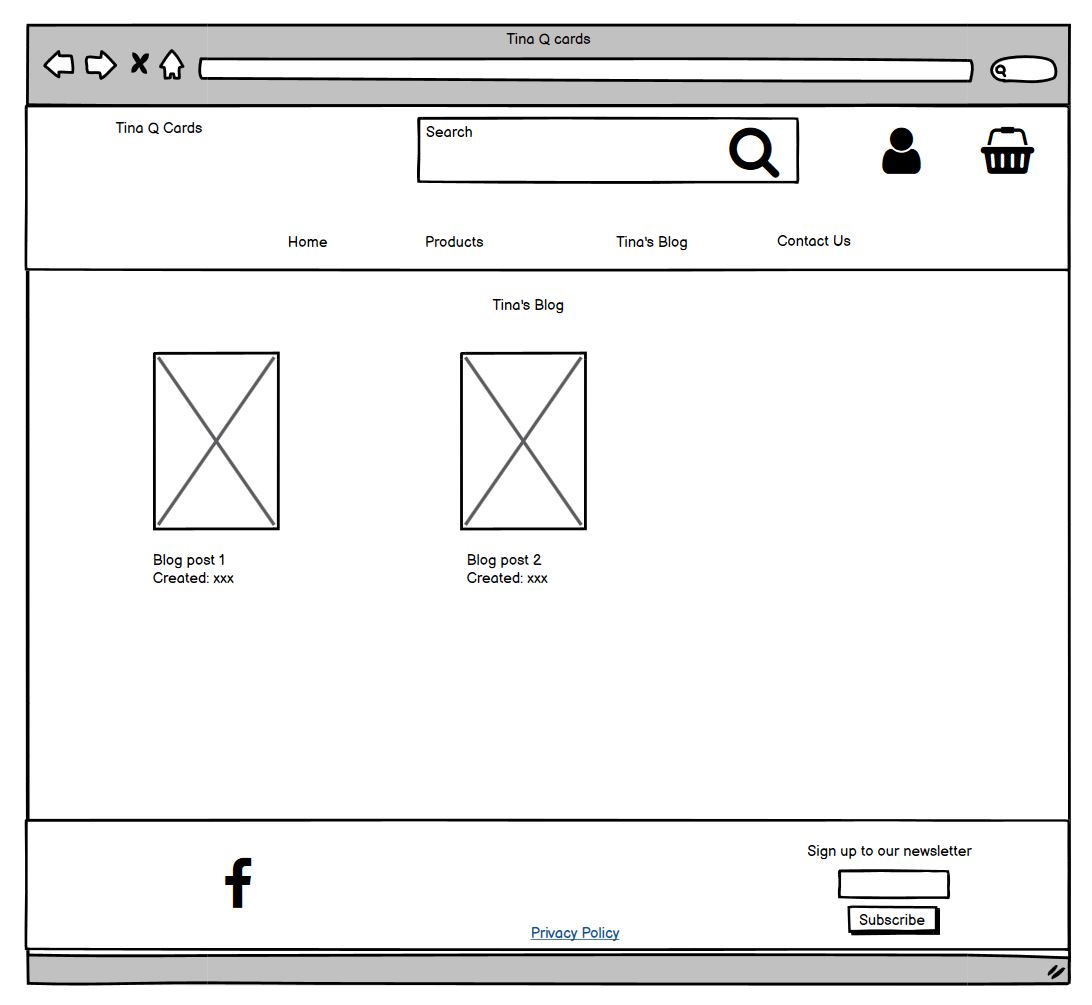 Tina Q cards
Tina Q Cards
Search
Home
Products
Tina's Blog
Contact Us
Tina's Blog
Blog post 1
Created: xxx
Blog post 2
Created: xxx
Sign up to our newsletter
Subscribe
Privacy Policy